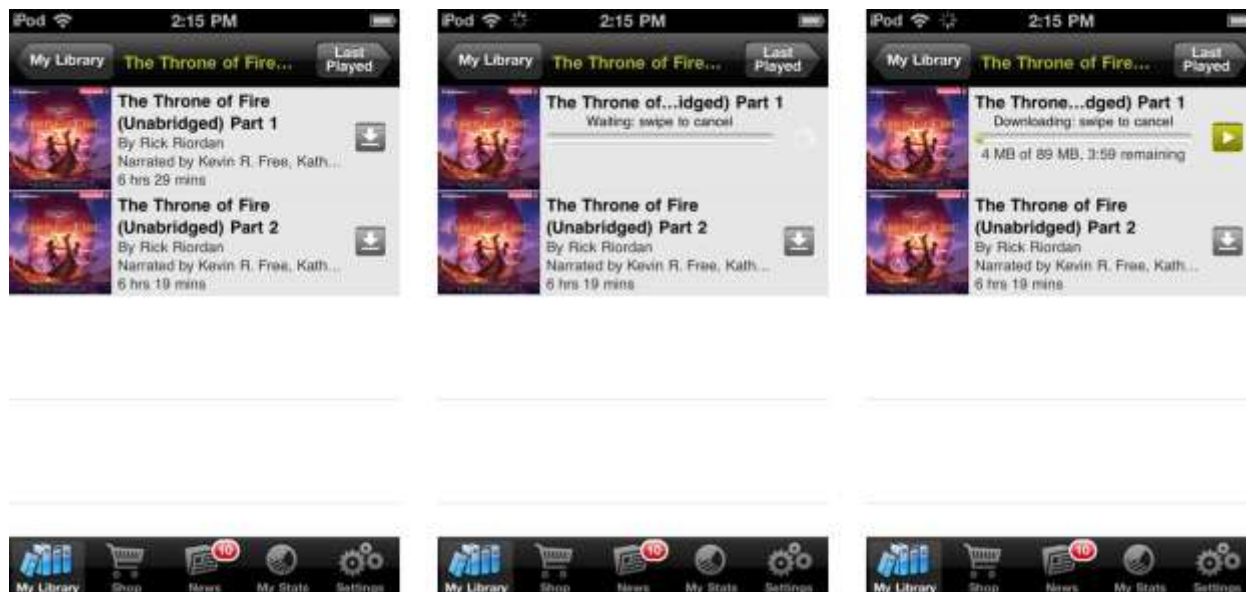 iPod 2:15 PM
My Library The Throne of Fire... Last Played
The Throne of Fire
(Unabridged) Part 1
By Rick Riordan
Narrated by Kevin R. Free, Kath...
6 hrs 29 mins
The Throne of Fire
(Unabridged) Part 2
By Rick Riordan
Narrated by Kevin R. Free, Kath...
6 hrs 19 mins
10
My Library Shop News My Stats Settings
iPod 2:15 PM
My Library The Throne of Fire... Last Played
The Throne of...idged) Part 1
Waiting: swipe to cancel
The Throne of Fire
(Unabridged) Part 2
By Rick Riordan
Narrated by Kevin R. Free, Kath...
6 hrs 19 mins
10
My Library Shop News My Stats Settings
iPod 2:15 PM
My Library The Throne of Fire... Last Played
The Throne...dged) Part 1
Downloading: swipe to cancel
4 MB of 89 MB, 3:59 remaining
The Throne of Fire
(Unabridged) Part 2
By Rick Riordan
Narrated by Kevin R. Free, Kath...
6 hrs 19 mins
10
My Library Shop News My Stats Settings